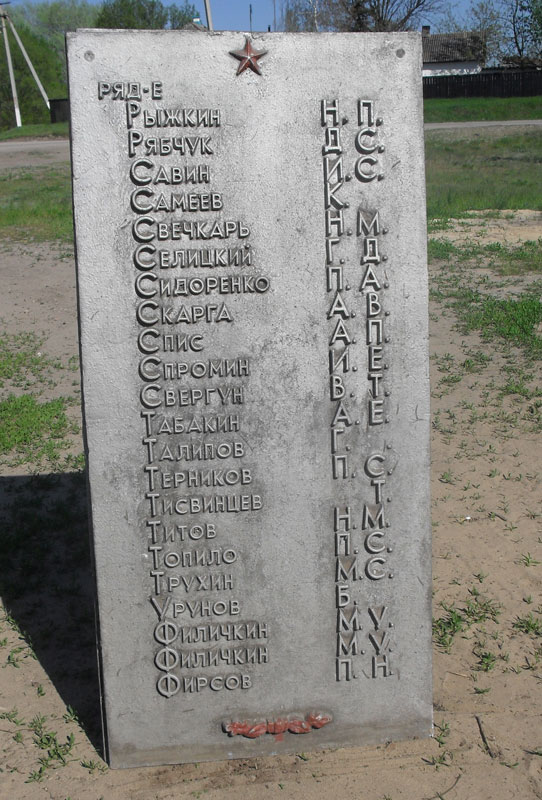 РЯД-Е
РЫЖКИН Н. П.
РЯБЧУК Д. С.
САВИН И. С.
САМЕЕВ К.
СВЕЧКАРЬ Н. М.
СЕЛИЦКИЙ Г. Д.
СИДОРЕНКО П. А.
СКАРГА А. В.
СПИС А. П.
СПРОМИН И. Е.
СВЕРГУН В. Т.
ТАБАКИН А. Е.
ТАЛИПОВ Г.
ТЕРНИКОВ П. С.
ТИСВИНЦЕВ Т.
ТИТОВ Н. М.
ТОПИЛО П. С.
ТРУХИН М. С.
УРУНОВ Б.
ФИЛИЧКИН М. У.
ФИЛИЧКИН М. У.
ФИРСОВ П. Н.